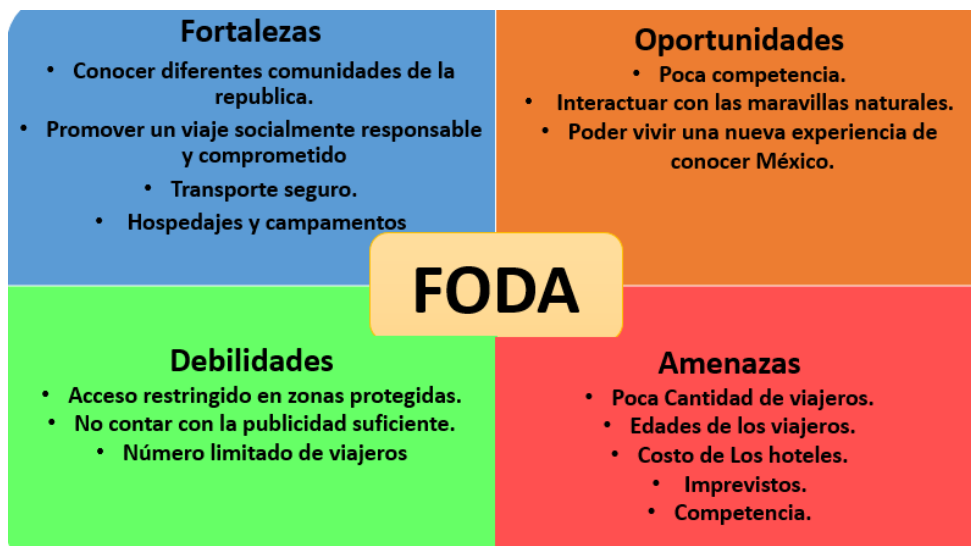 Fortalezas
• Conocer diferentes comunidades de la
republica.
• Promover un viaje socialmente responsable
y comprometido
• Transporte seguro.
• Hospedajes y campamentos
Oportunidades
• Poca competencia.
• Interactuar con las maravillas naturales.
• Poder vivir una nueva experiencia de
conocer México.
FODA
Debilidades
• Acceso restringido en zonas protegidas.
• No contar con la publicidad suficiente.
• Número limitado de viajeros
Amenazas
• Poca Cantidad de viajeros.
• Edades de los viajeros.
• Costo de Los hoteles.
• Imprevistos.
• Competencia.